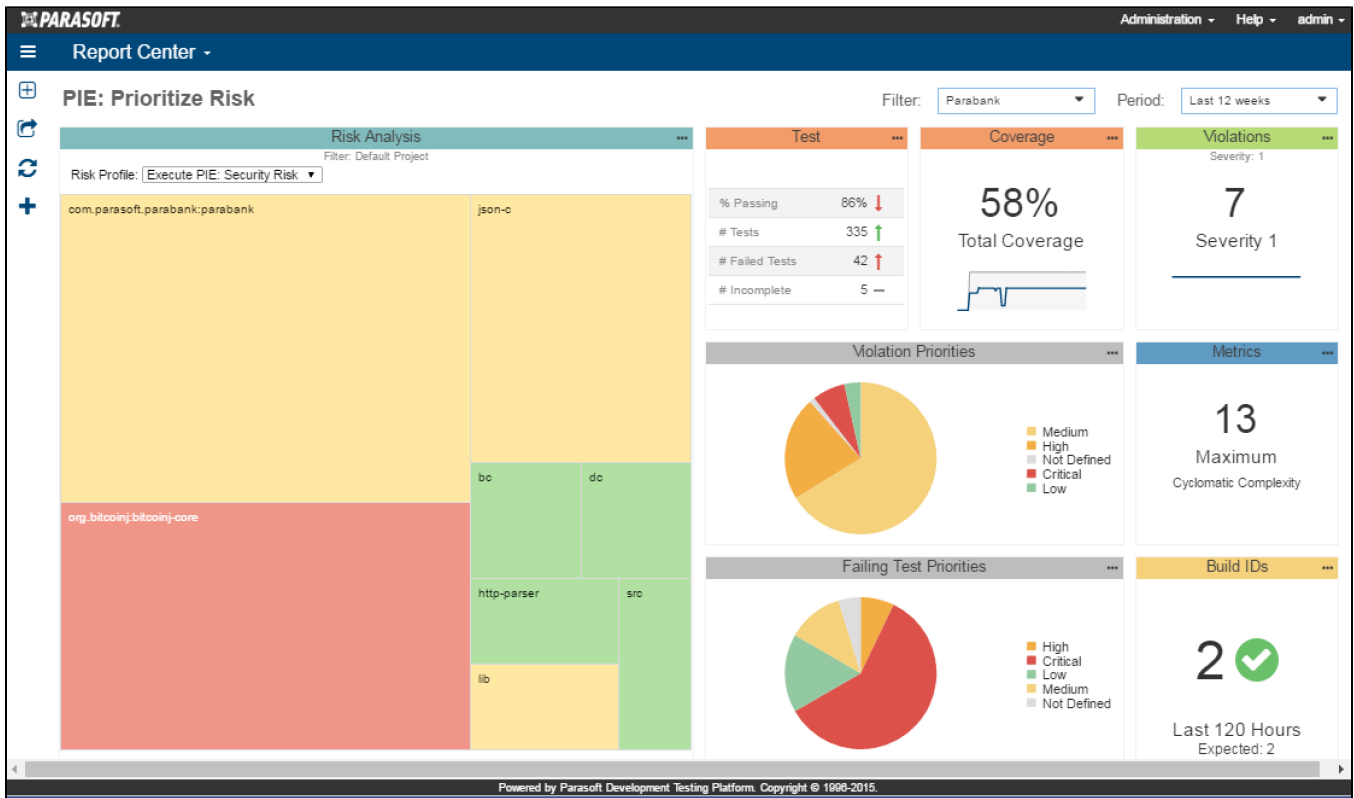 PARASOFT.
Administration Help admin
Report Center
PIE: Prioritize Risk
Filter: Parabank Period: Last 12 weeks
Risk Analysis
Filter: Default Project
Risk Profile: Execute PIE: Security Risk
com.parasoft.parabank:parabank
json-c
org.bitcoinj:bitcoinj-core
bc
dc
http-parser
src
lib
Test
% Passing 86%
# Tests 335
# Failed Tests 42
# Incomplete 5
Coverage
58%
Total Coverage
Violations
Severity: 1
7
Severity 1
Violation Priorities
Medium
High
Not Defined
Critical
Low
Metrics
13
Maximum
Cyclomatic Complexity
Failing Test Priorities
High
Critical
Low
Medium
Not Defined
Build IDs
2
Last 120 Hours
Expected: 2
Powered by Parasoft Development Testing Platform. Copyright © 1996-2015.